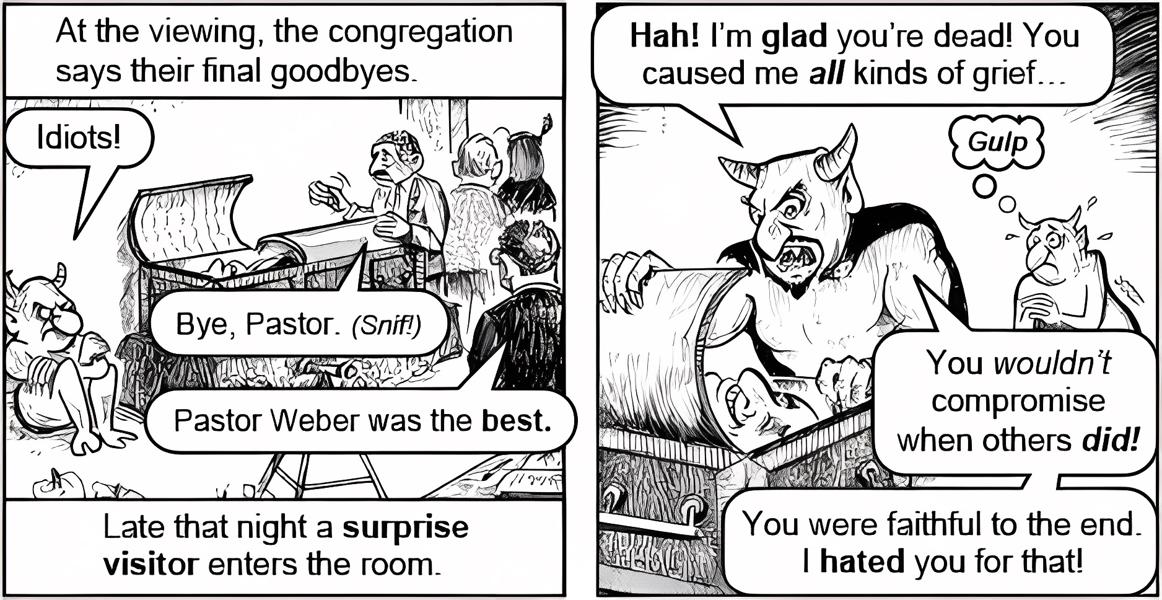 At the viewing, the congregation
says their final goodbyes.
Idiots!
Bye, Pastor. (Snif!)
Pastor Weber was the best.
Late that night a surprise
visitor enters the room.
Hah! I'm glad you're dead! You
caused me all kinds of grief...
Gulp
You wouldn't
compromise
when others did!
You were faithful to the end.
I hated you for that!